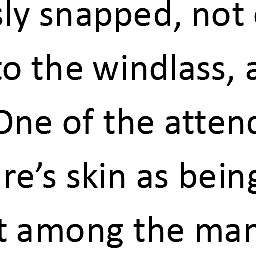 sly snapped, not
to the windlass, a
One of the attend
re's skin as being
t among the man